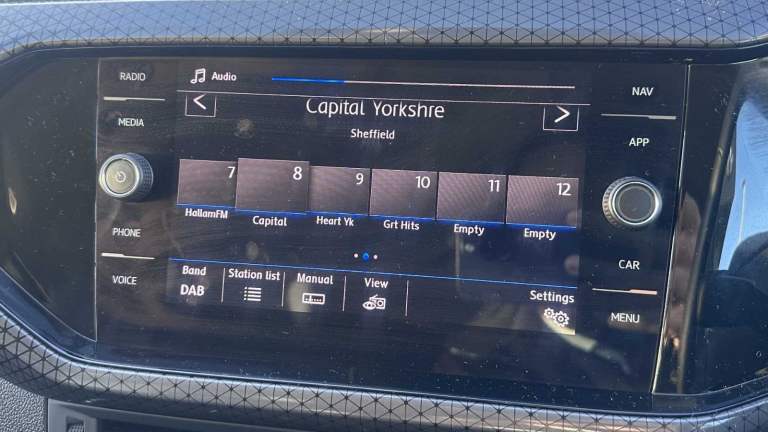 RADIO
Audio
NAV
Capital Yorkshre
MEDIA
Sheffield
APP
7
8
9
10
11
12
HallamFM
Capital
Heart Yk
Grt Hits
Empty
Empty
PHONE
CAR
VOICE
Band
DAB
Station list
Manual
View
Settings
MENU